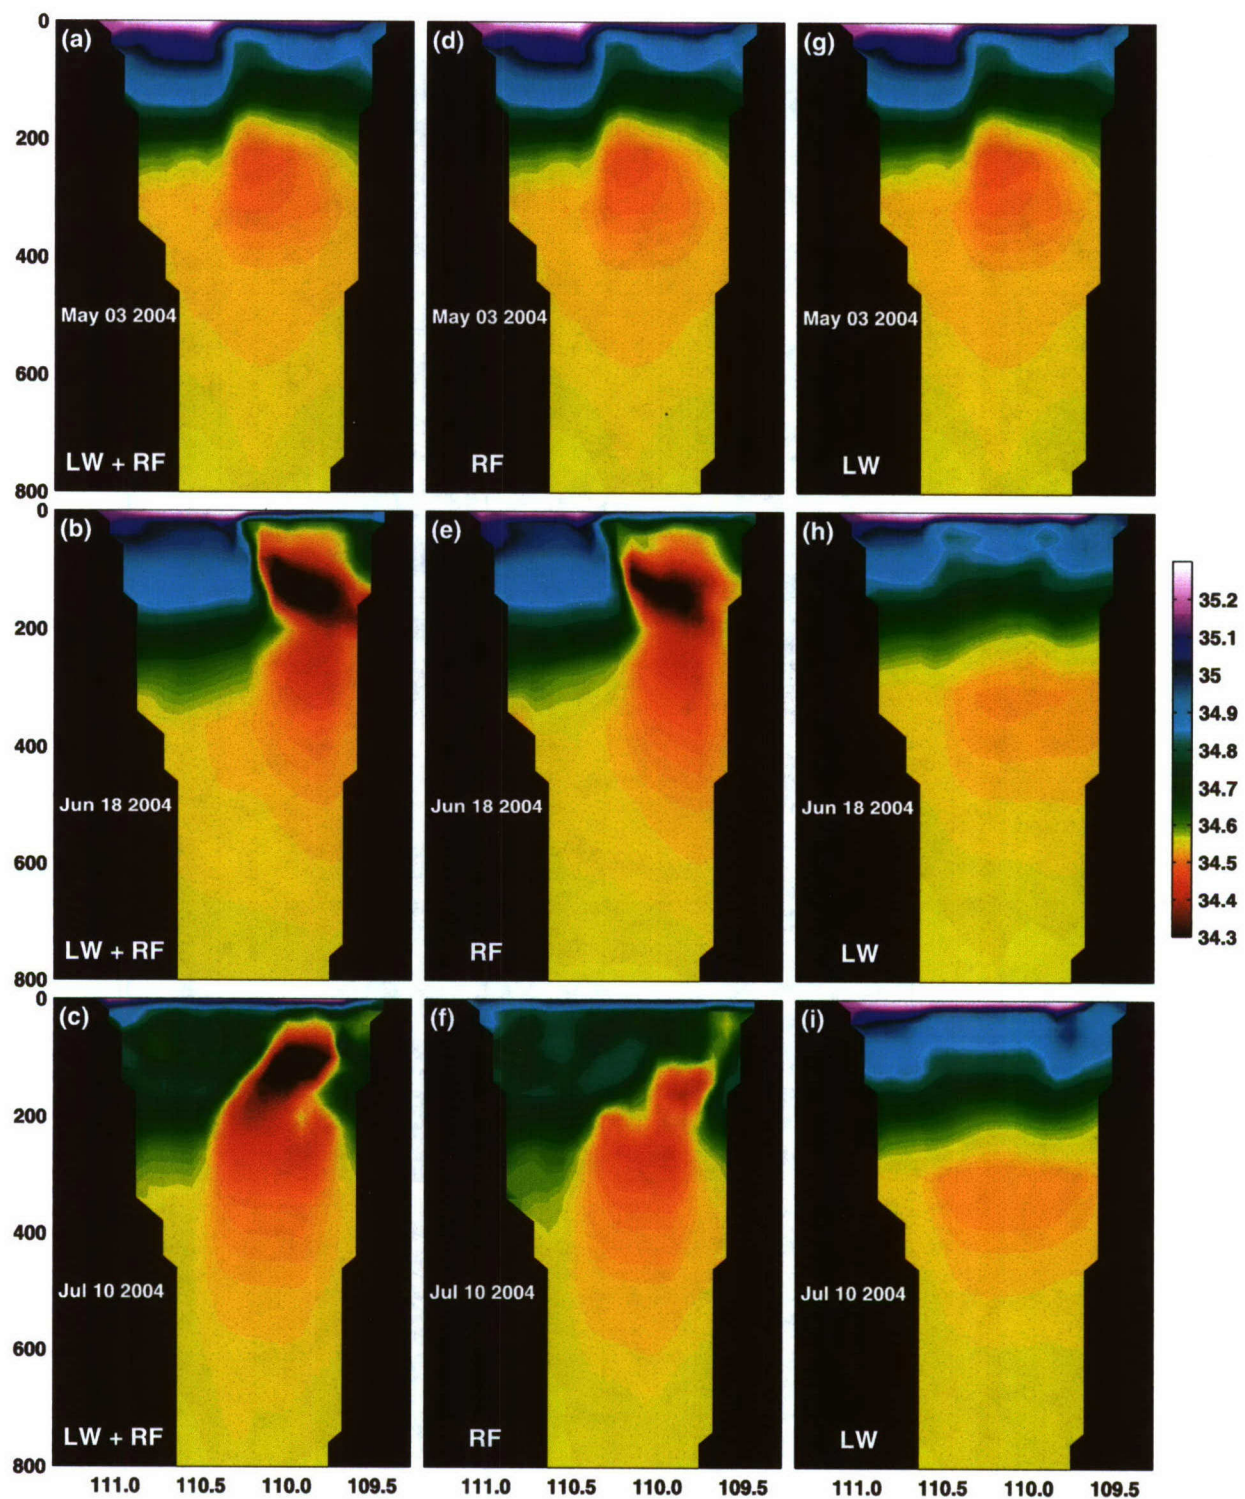 0
(a)
(d)
(g)
200
400
May 03 2004
May 03 2004
May 03 2004
600
LW + RF
RF
LW
800
0
(b)
(e)
(h)
200
400
Jun 18 2004
Jun 18 2004
Jun 18 2004
600
LW + RF
RF
LW
800
35.2
35.1
35
34.9
34.8
34.7
34.6
34.5
34.4
34.3
0
(c)
(f)
(i)
200
400
Jul 10 2004
Jul 10 2004
Jul 10 2004
600
LW + RF
RF
LW
800
111.0 110.5 110.0 109.5 111.0 110.5 110.0 109.5 111.0 110.5 110.0 109.5